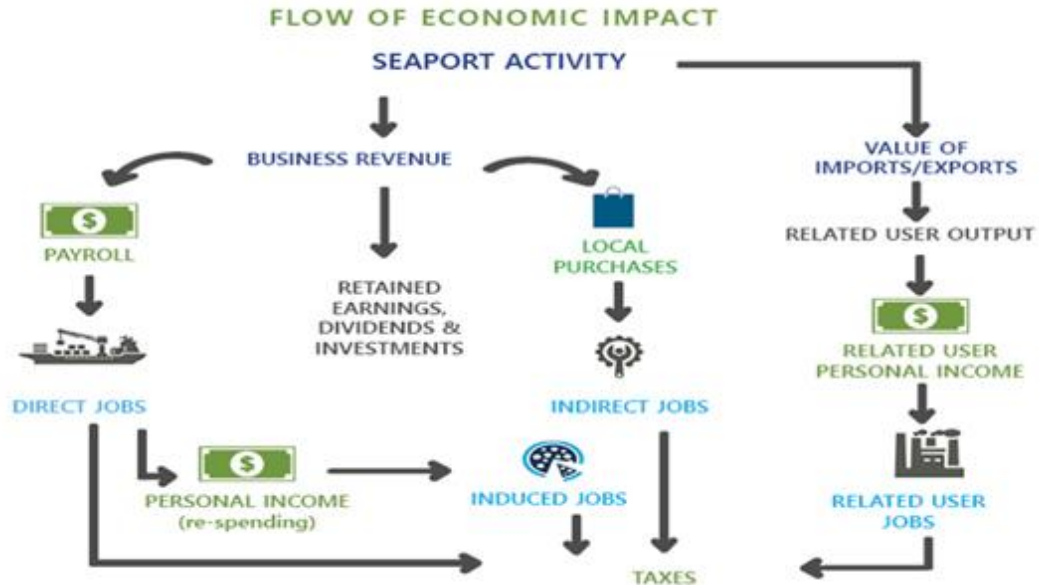 FLOW OF ECONOMIC IMPACT
SEAPORT ACTIVITY
BUSINESS REVENUE
VALUE OF
IMPORTS/EXPORTS
$
PAYROLL
RETAINED
EARNINGS,
DIVIDENDS &
INVESTMENTS
LOCAL
PURCHASES
RELATED USER OUTPUT
$
RELATED USER
PERSONAL INCOME
DIRECT JOBS
INDIRECT JOBS
$
PERSONAL INCOME
(re-spending)
INDUCED JOBS
RELATED USER
JOBS
TAXES